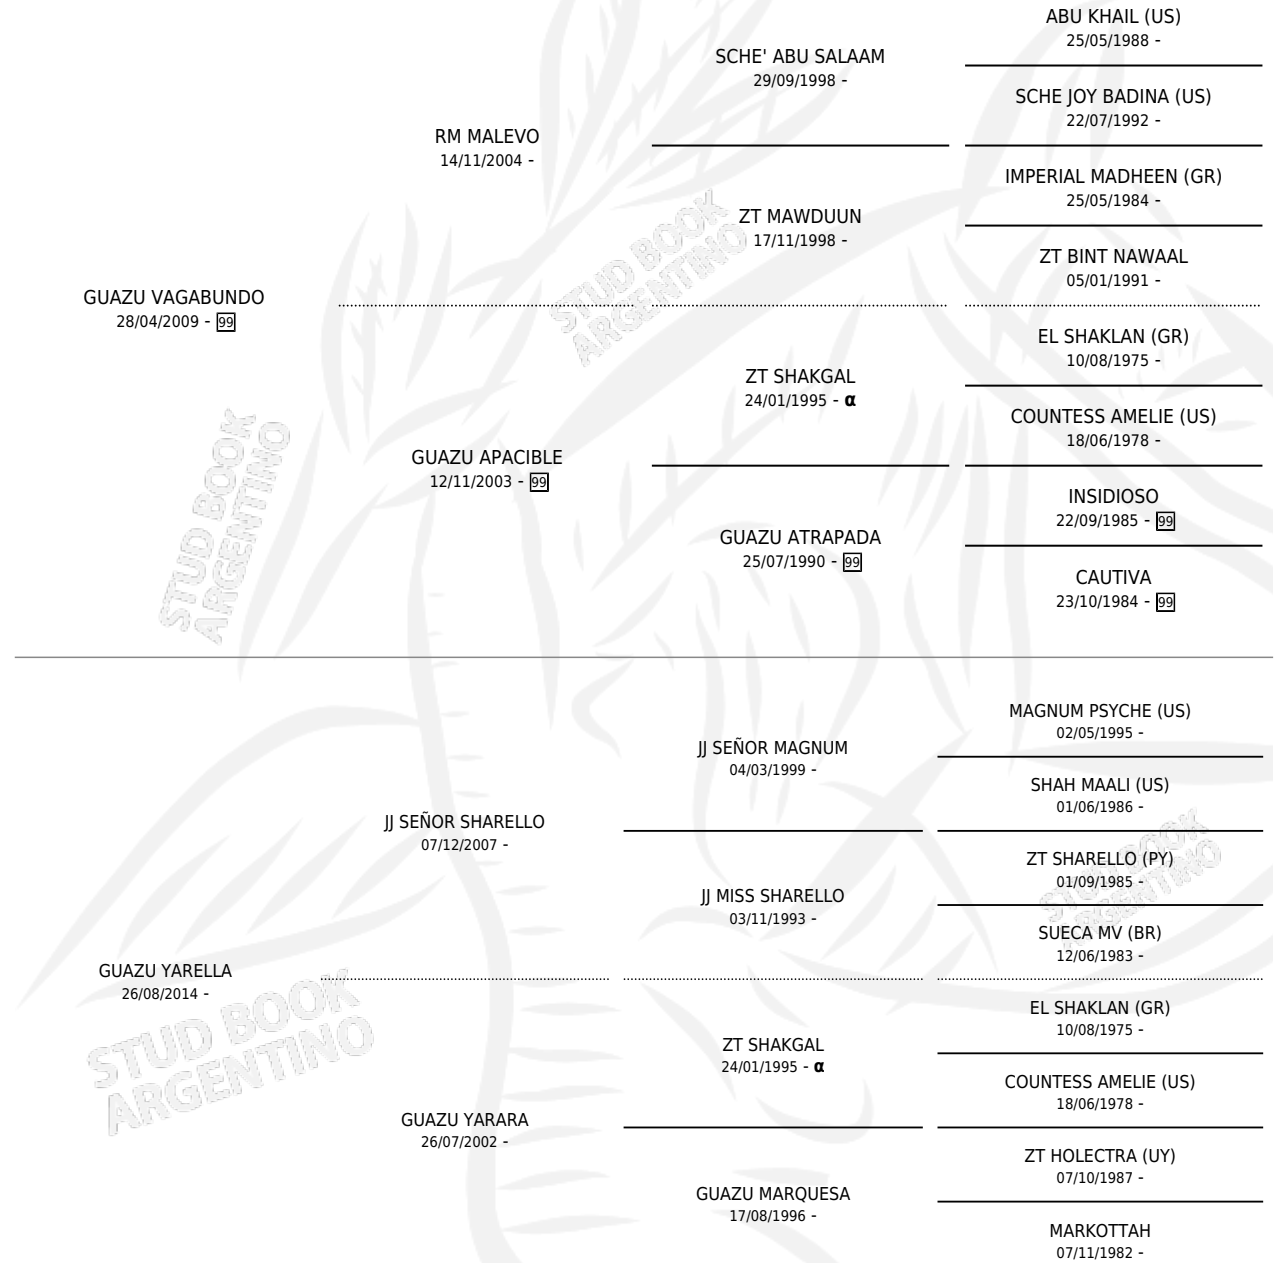 ABU KHAIL (US)
25/05/1988 -
SCHE' ABU SALAAM
29/09/1998 -
SCHE JOY BADINA (US)
22/07/1992 -
RM MALEVO
14/11/2004 -
IMPERIAL MADHEEN (GR)
25/05/1984 -
ZT MAWDUUN
17/11/1998 -
ZT BINT NAWAAL
05/01/1991 -
GUAZU VAGABUNDO
28/04/2009 - 99
EL SHAKLAN (GR)
10/08/1975 -
ZT SHAKGAL
24/01/1995 - α
COUNTESS AMELIE (US)
18/06/1978 -
GUAZU APACIBLE
12/11/2003 - 99
INSIDIOSO
22/09/1985 - 99
GUAZU ATRAPADA
25/07/1990 - 99
CAUTIVA
23/10/1984 - 99
STUD BOOK
ARGENTINO
STUD BOOK
ARGENTINO
MAGNUM PSYCHE (US)
02/05/1995 -
JJ SEÑOR MAGNUM
04/03/1999 -
SHAH MAALI (US)
01/06/1986 -
JJ SEÑOR SHARELLO
07/12/2007 -
ZT SHARELLO (PY)
01/09/1985 -
JJ MISS SHARELLO
03/11/1993 -
SUECA MV (BR)
12/06/1983 -
GUAZU YARELLA
26/08/2014 -
EL SHAKLAN (GR)
10/08/1975 -
ZT SHAKGAL
24/01/1995 - α
COUNTESS AMELIE (US)
18/06/1978 -
GUAZU YARARA
26/07/2002 -
ZT HOLECTRA (UY)
07/10/1987 -
GUAZU MARQUESA
17/08/1996 -
MARKOTTAH
07/11/1982 -
STUD BOOK
ARGENTINO
STUD BOOK
ARGENTINO